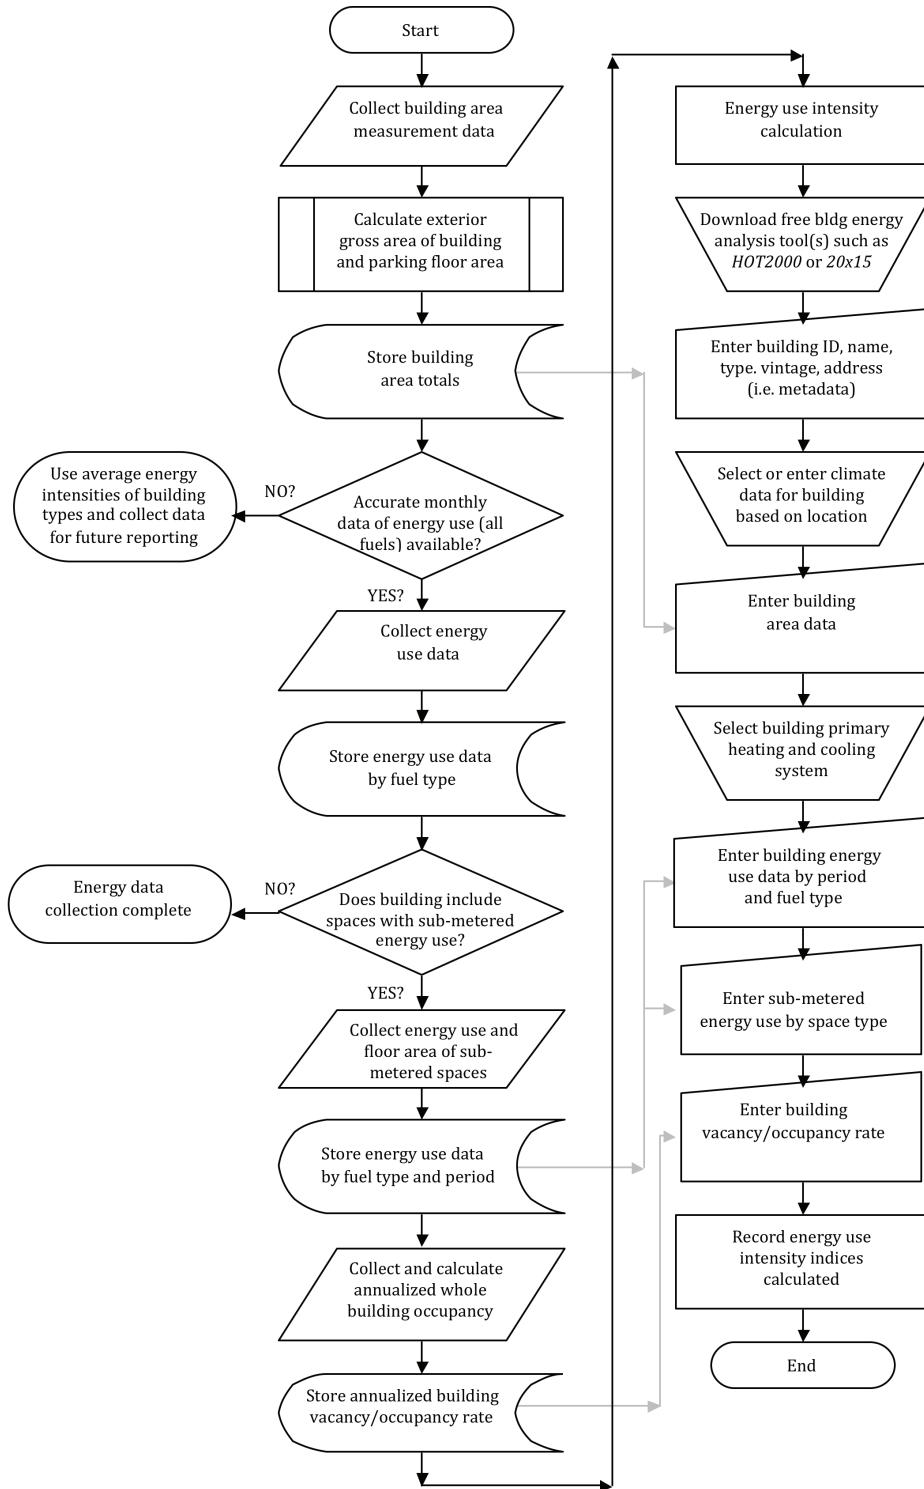 Start
Collect building area
measurement data
Calculate exterior
gross area of building
and parking floor area
Store building
area totals
Use average energy
intensities of building
types and collect data
for future reporting
NO?
Accurate monthly
data of energy use (all
fuels) available?
YES?
Collect energy
use data
Store energy use data
by fuel type
Energy data
collection complete
NO?
Does building include
spaces with sub-metered
energy use?
YES?
Collect energy use and
floor area of sub-
metered spaces
Store energy use data
by fuel type and period
Collect and calculate
annualized whole
building occupancy
Store annualized building
vacancy/occupancy rate
Energy use intensity
calculation
Download free bldg energy
analysis tool(s) such as
HOT2000 or 20x15
Enter building ID, name,
type. vintage, address
(i.e. metadata)
Select or enter climate
data for building
based on location
Enter building
area data
Select building primary
heating and cooling
system
Enter building energy
use data by period
and fuel type
Enter sub-metered
energy use by space type
Enter building
vacancy/occupancy rate
Record energy use
intensity indices
calculated
End